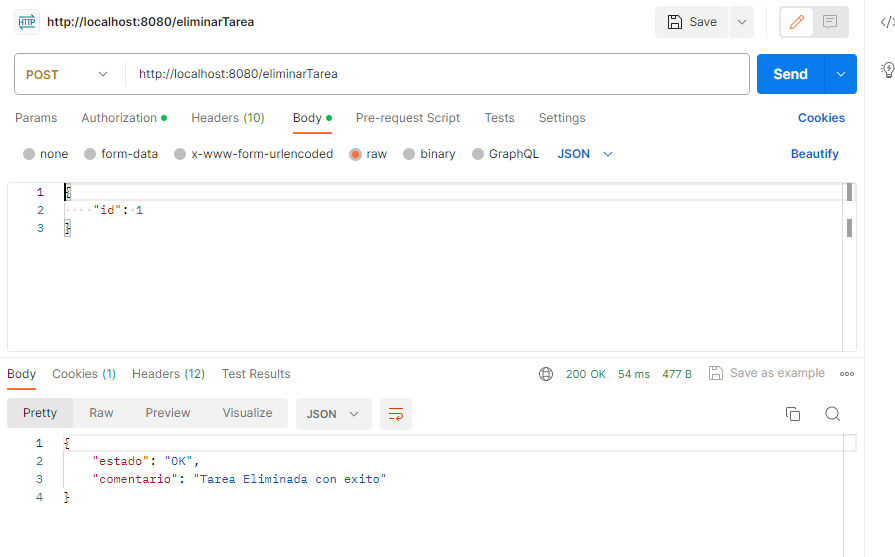 HTTP http://localhost:8080/eliminarTarea Save
POST http://localhost:8080/eliminarTarea Send
Params Authorization Headers (10) Body Pre-request Script Tests Settings Cookies
none form-data x-www-form-urlencoded raw binary GraphQL JSON Beautify
1 {
2 "id": 1
3 }
Body Cookies (1) Headers (12) Test Results 200 OK 54 ms 477 B Save as example
Pretty Raw Preview Visualize JSON
1 {
2 "estado": "OK",
3 "comentario": "Tarea Eliminada con exito"
4 }